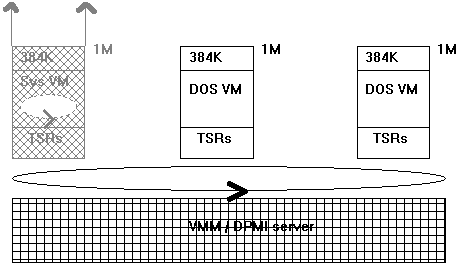 1M 1M 1M
384K 384K 384K
Sys VM DOS VM DOS VM
TSRs TSRs TSRs
VMM / DPMI server